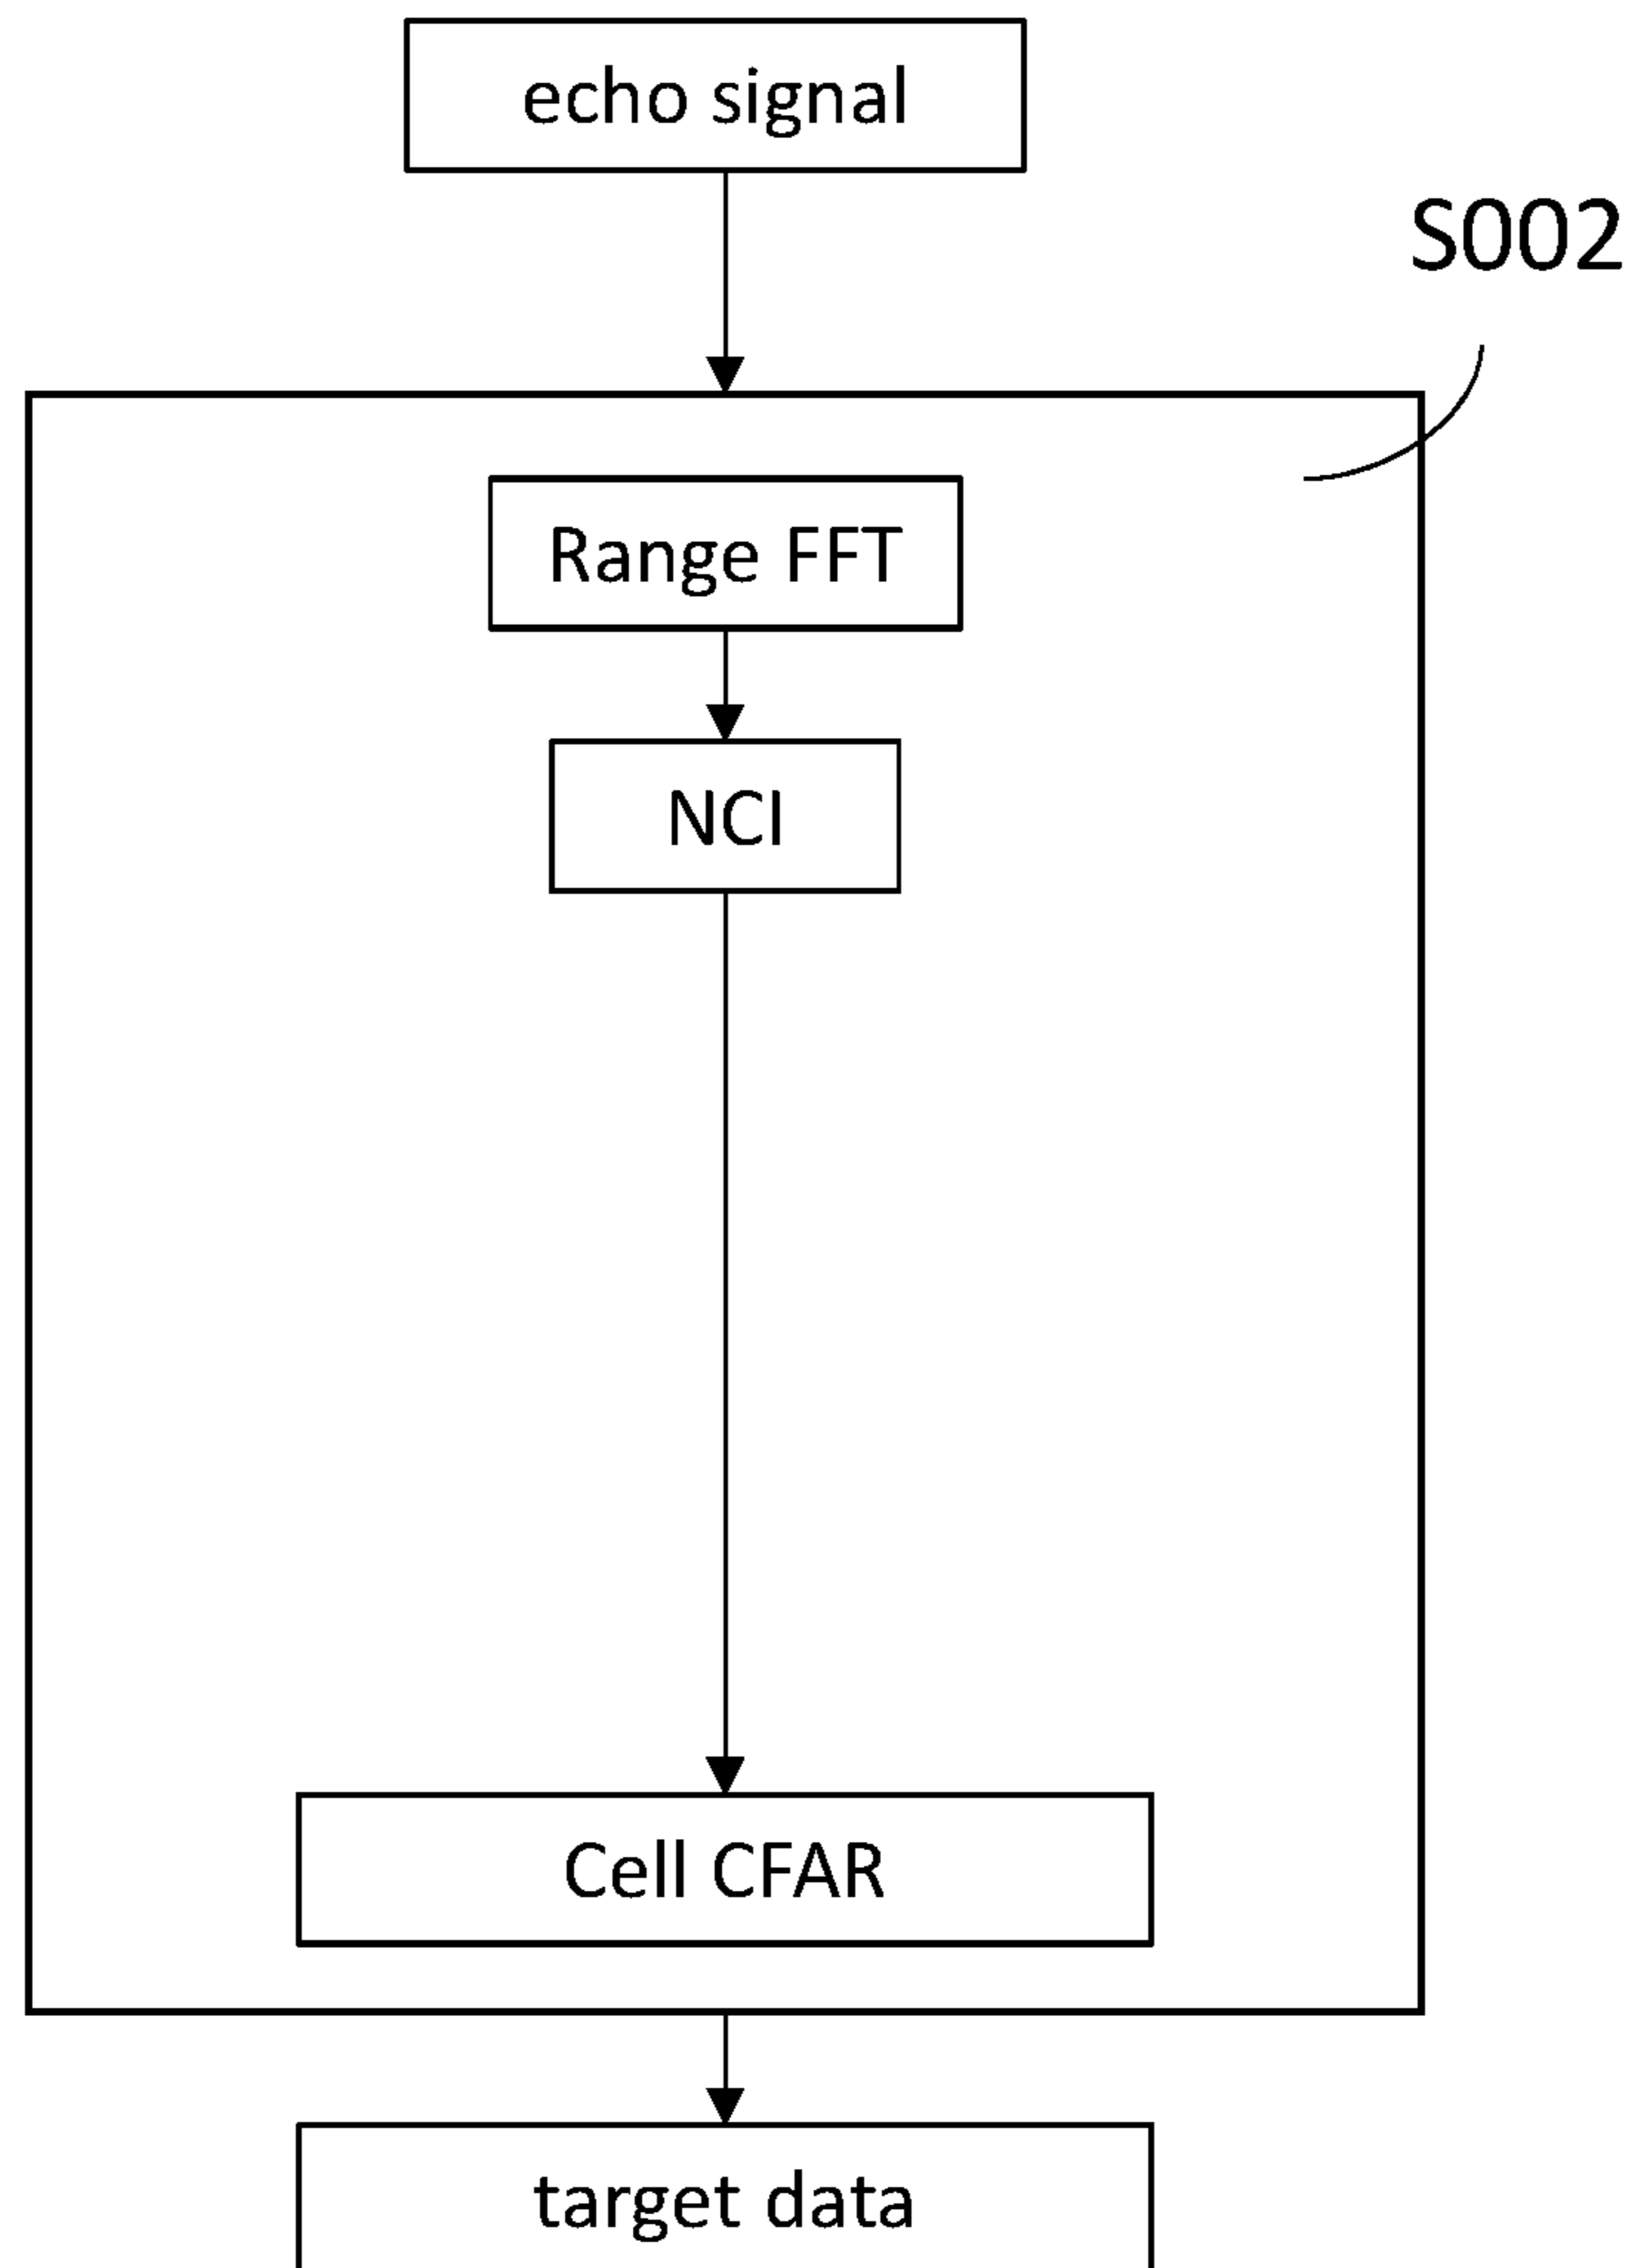 echo signal
S002
Range FFT
NCI
Cell CFAR
target data